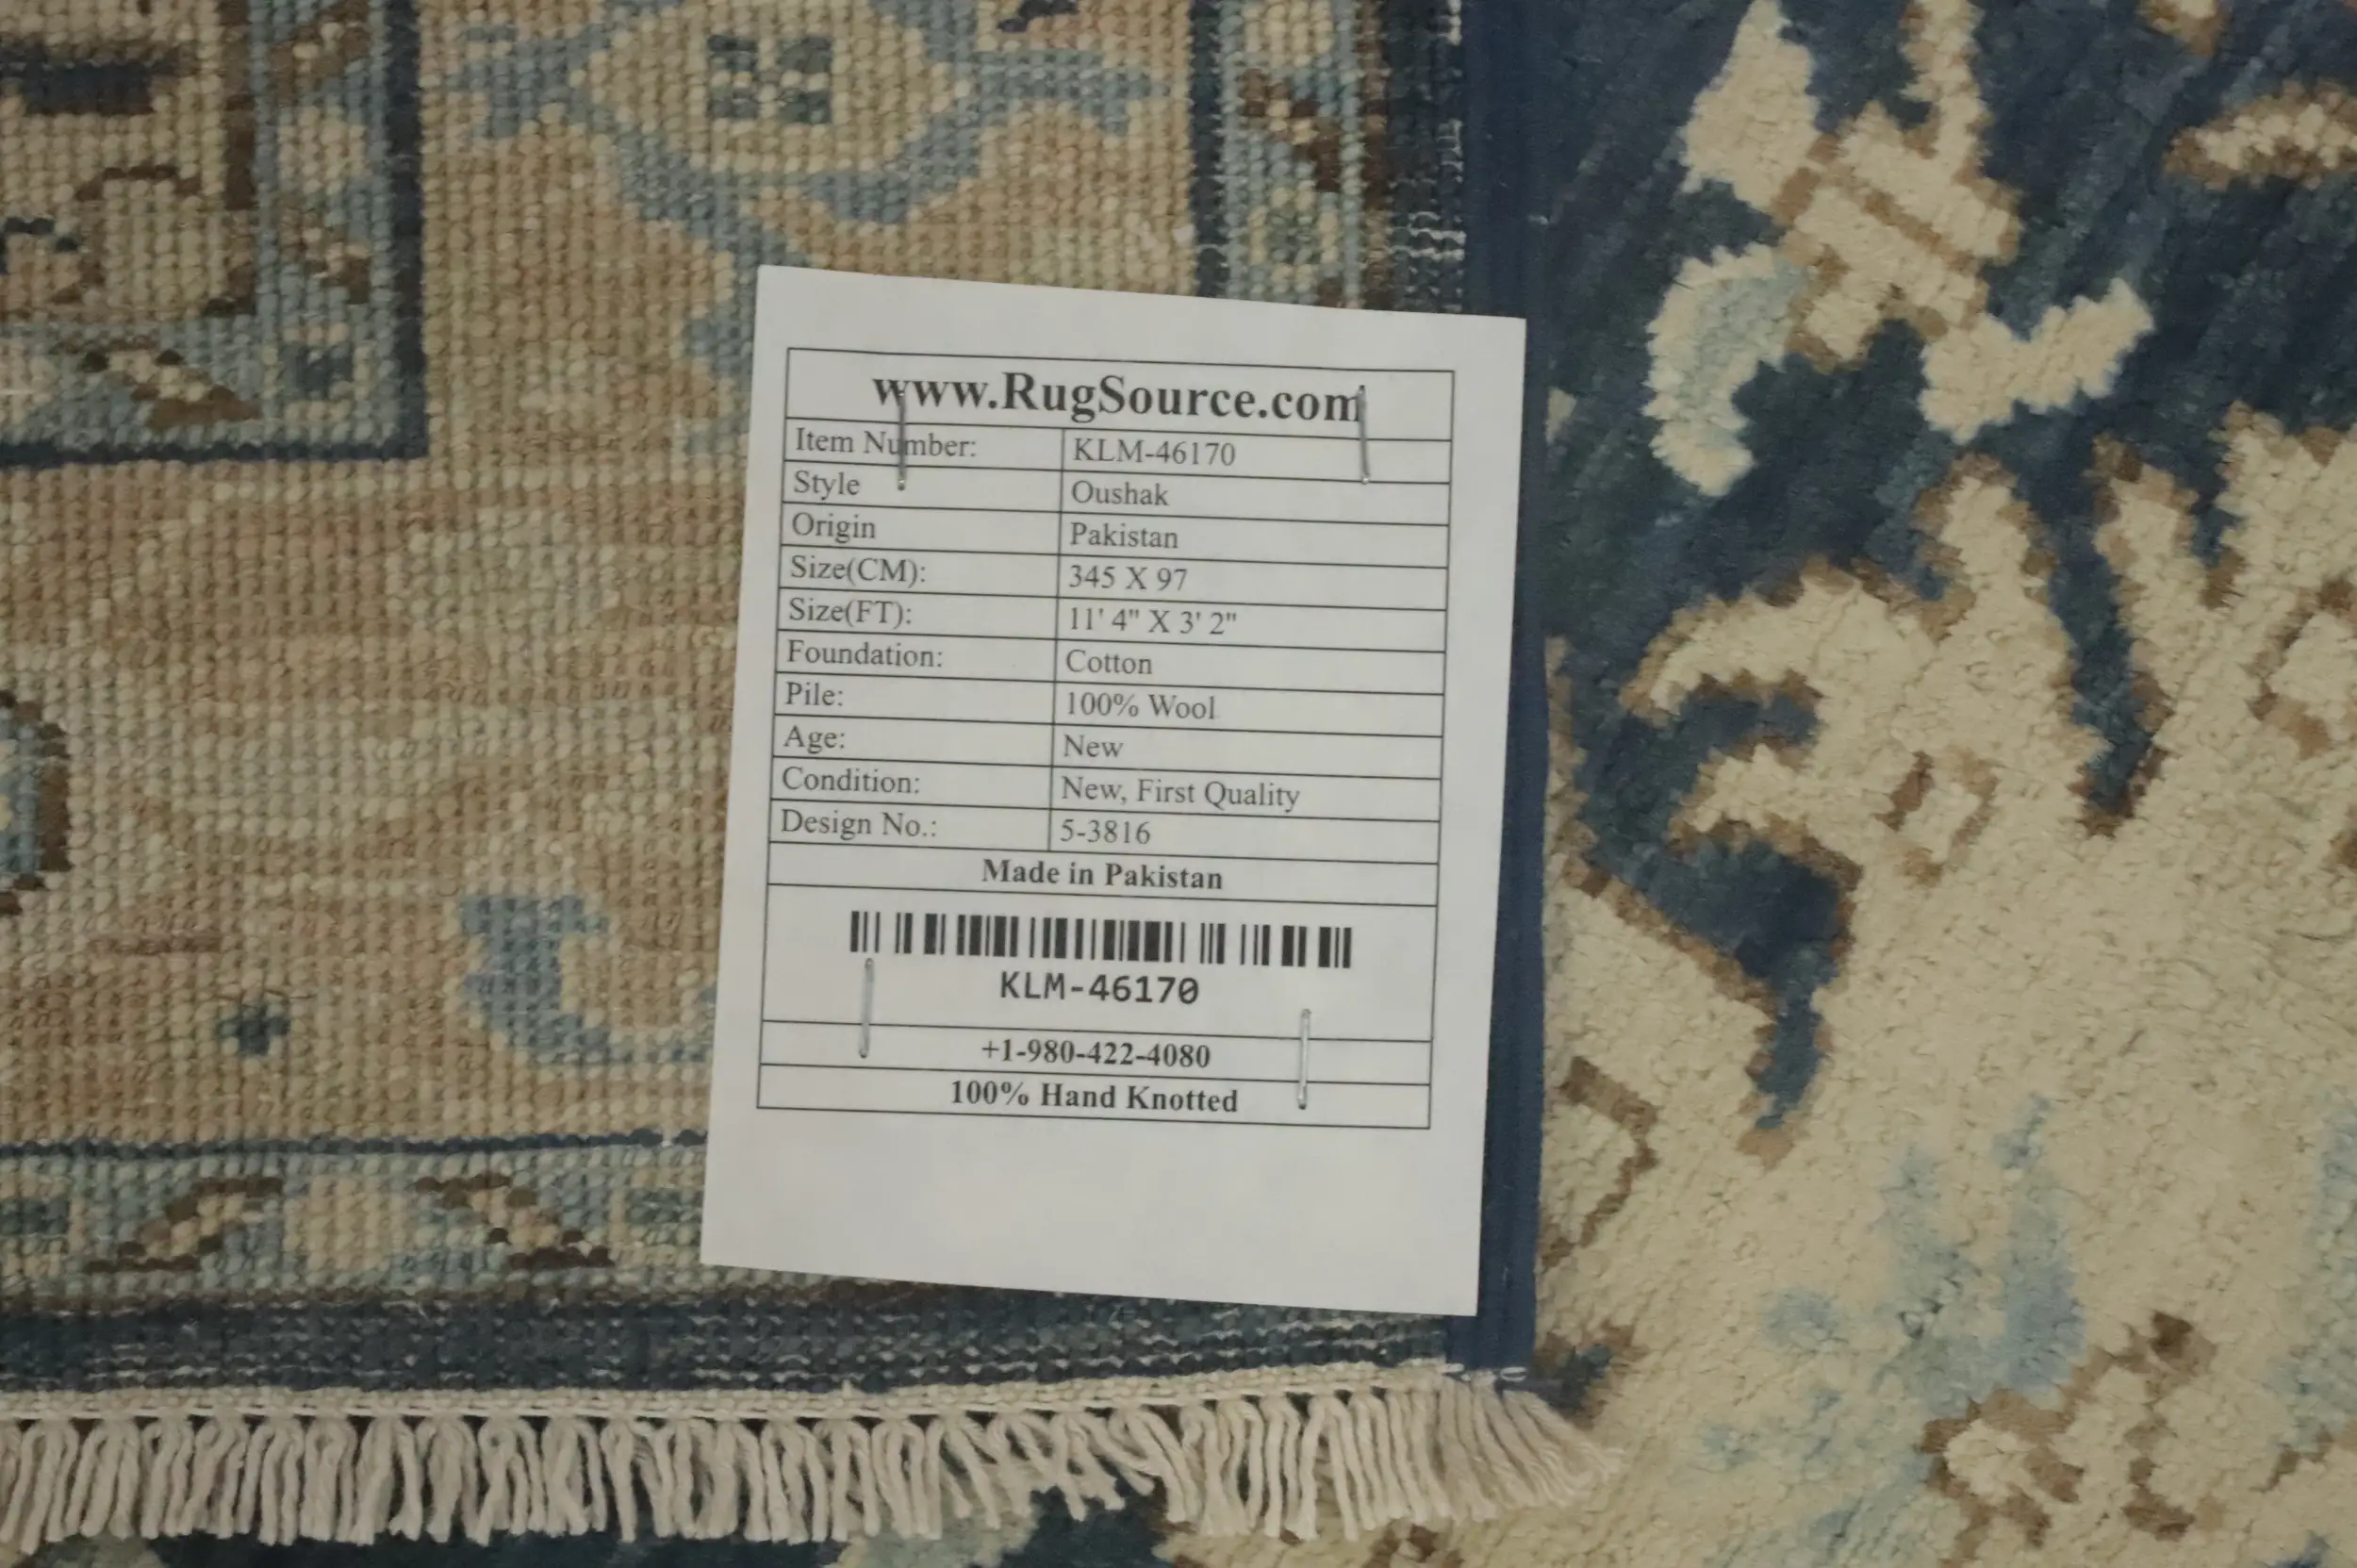 www.RugSource.com
Item Number: KLM-46170
Style Oushak
Origin Pakistan
Size(CM): 345 X 97
Size(FT): 11' 4" X 3' 2"
Foundation: Cotton
Pile: 100% Wool
Age: New
Condition: New, First Quality
Design No.: 5-3816
Made in Pakistan
KLM-46170
+1-980-422-4080
100% Hand Knotted